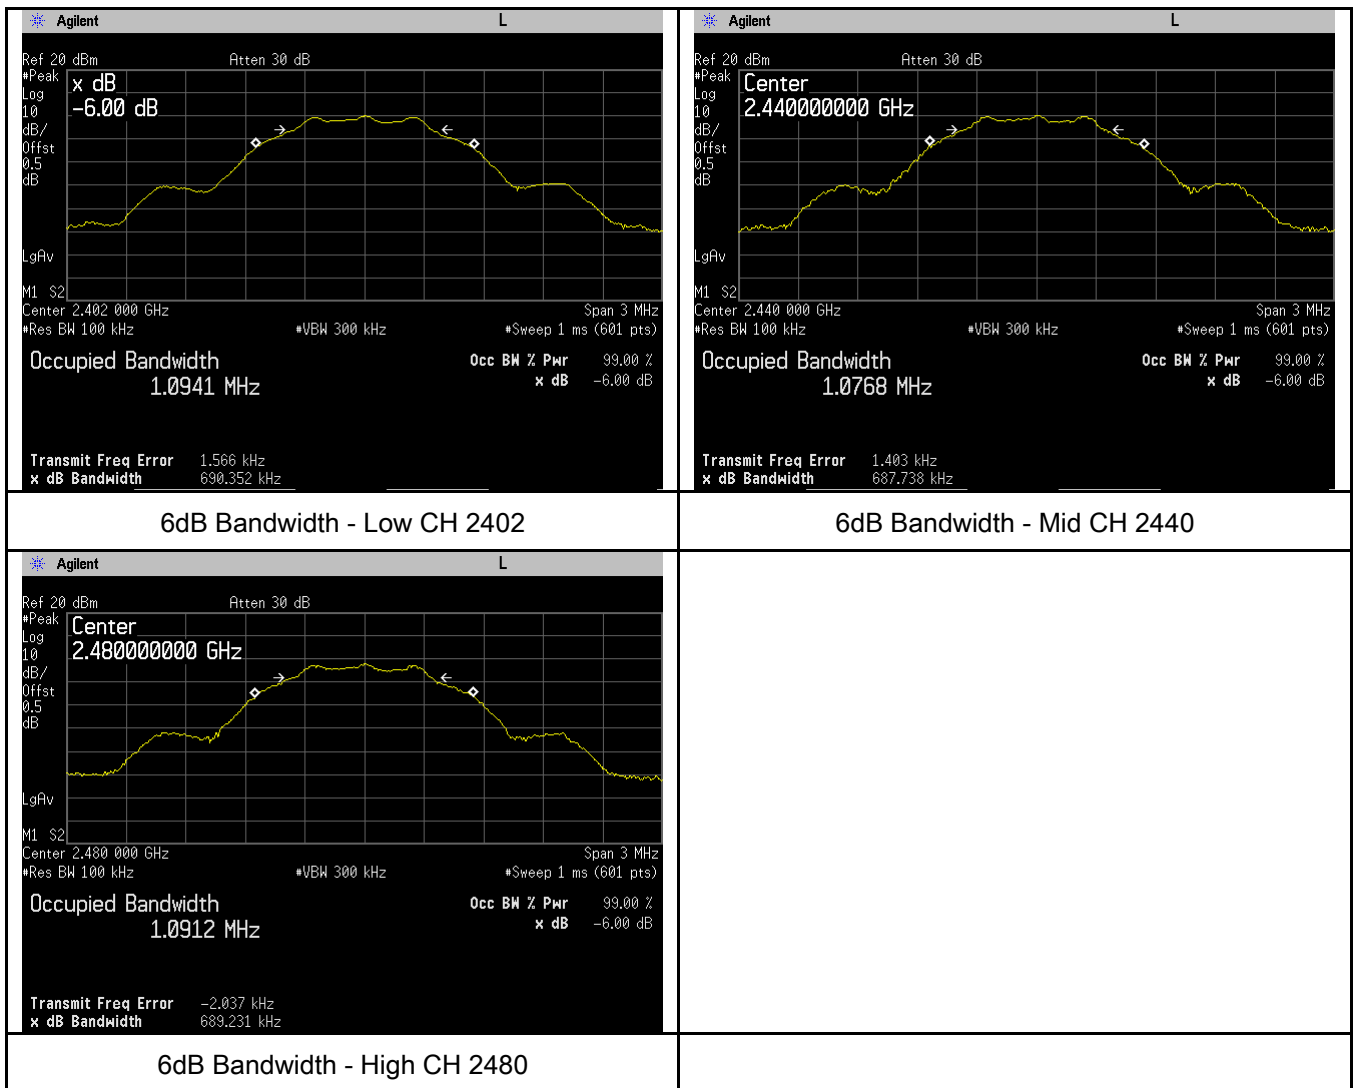 Agilent L
Ref 20 dBm Atten 30 dB
#Peak
Log
10
dB/
Offst
0.5
dB
x dB
-6.00 dB
LgAv
M1 S2
Center 2.402 000 GHz Span 3 MHz
#Res BW 100 kHz #VBW 300 kHz #Sweep 1 ms (601 pts)
Occupied Bandwidth Occ BW % Pwr 99.00 %
1.0941 MHz x dB -6.00 dB
Transmit Freq Error 1.566 kHz
x dB Bandwidth 690.352 kHz
6dB Bandwidth - Low CH 2402
Agilent L
Ref 20 dBm Atten 30 dB
#Peak
Log
10
dB/
Offst
0.5
dB
Center
2.440000000 GHz
LgAv
M1 S2
Center 2.440 000 GHz Span 3 MHz
#Res BW 100 kHz #VBW 300 kHz #Sweep 1 ms (601 pts)
Occupied Bandwidth Occ BW % Pwr 99.00 %
1.0768 MHz x dB -6.00 dB
Transmit Freq Error 1.403 kHz
x dB Bandwidth 687.738 kHz
6dB Bandwidth - Mid CH 2440
Agilent L
Ref 20 dBm Atten 30 dB
#Peak
Log
10
dB/
Offst
0.5
dB
Center
2.480000000 GHz
LgAv
M1 S2
Center 2.480 000 GHz Span 3 MHz
#Res BW 100 kHz #VBW 300 kHz #Sweep 1 ms (601 pts)
Occupied Bandwidth Occ BW % Pwr 99.00 %
1.0912 MHz x dB -6.00 dB
Transmit Freq Error -2.037 kHz
x dB Bandwidth 689.231 kHz
6dB Bandwidth - High CH 2480